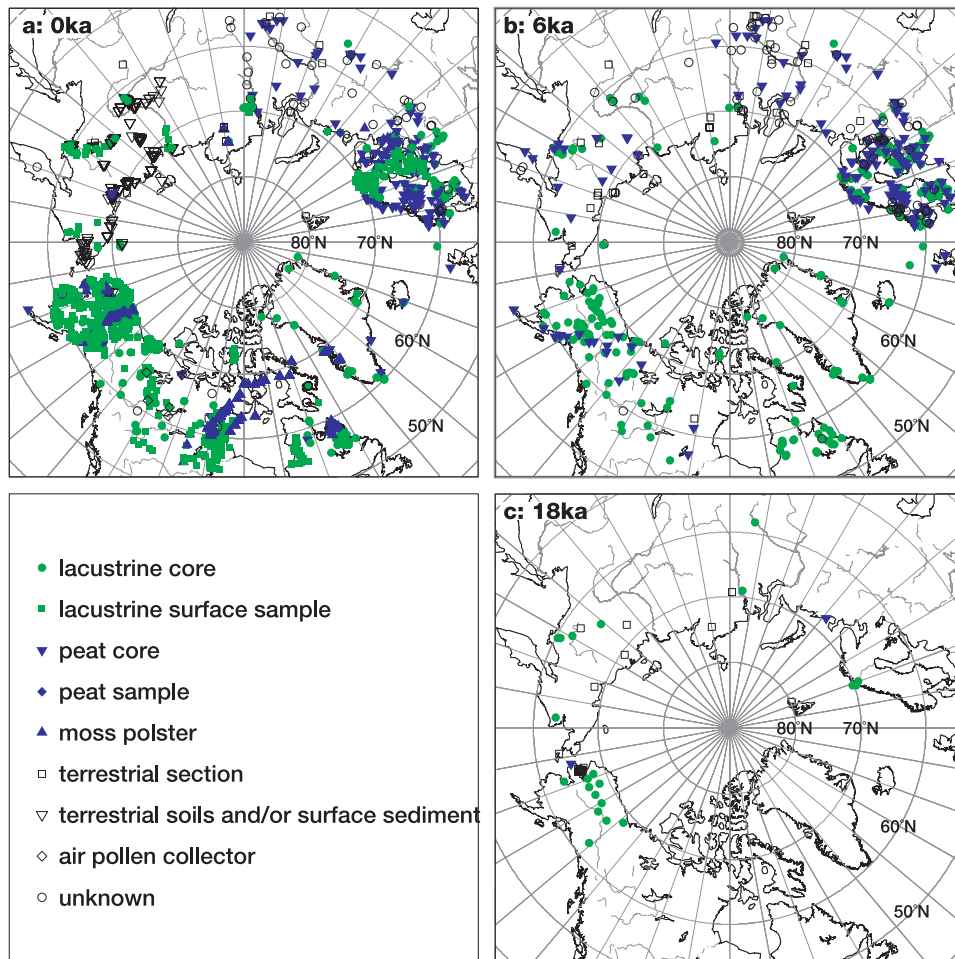 a: 0ka
80°N
70°N
60°N
50°N
b: 6ka
80°N
70°N
60°N
50°N
lacustrine core
lacustrine surface sample
peat core
peat sample
moss polster
terrestrial section
terrestrial soils and/or surface sediment
air pollen collector
unknown
c: 18ka
80°N
70°N
60°N
50°N